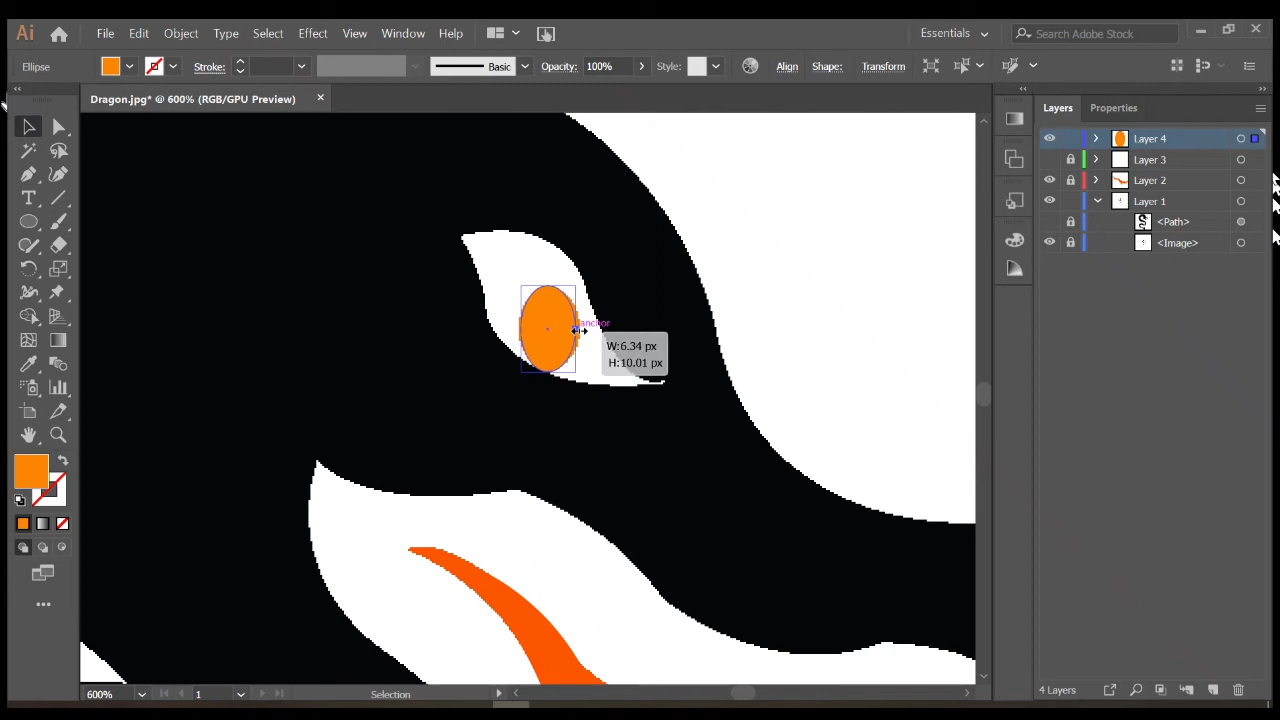 Ai File Edit Object Type Select Effect View Window Help Essentials Search Adobe Stock
Ellipse Stroke: Basic Opacity: 100% Style: Align Shape: Transform
Dragon.jpg* @ 600% (RGB/GPU Preview)
Layers Properties
Layer 4
Layer 3
Layer 2
Layer 1
<Path>
<Image>
anchor
W:6.34 px
H:10.01 px
600% 1 Selection
4 Layers